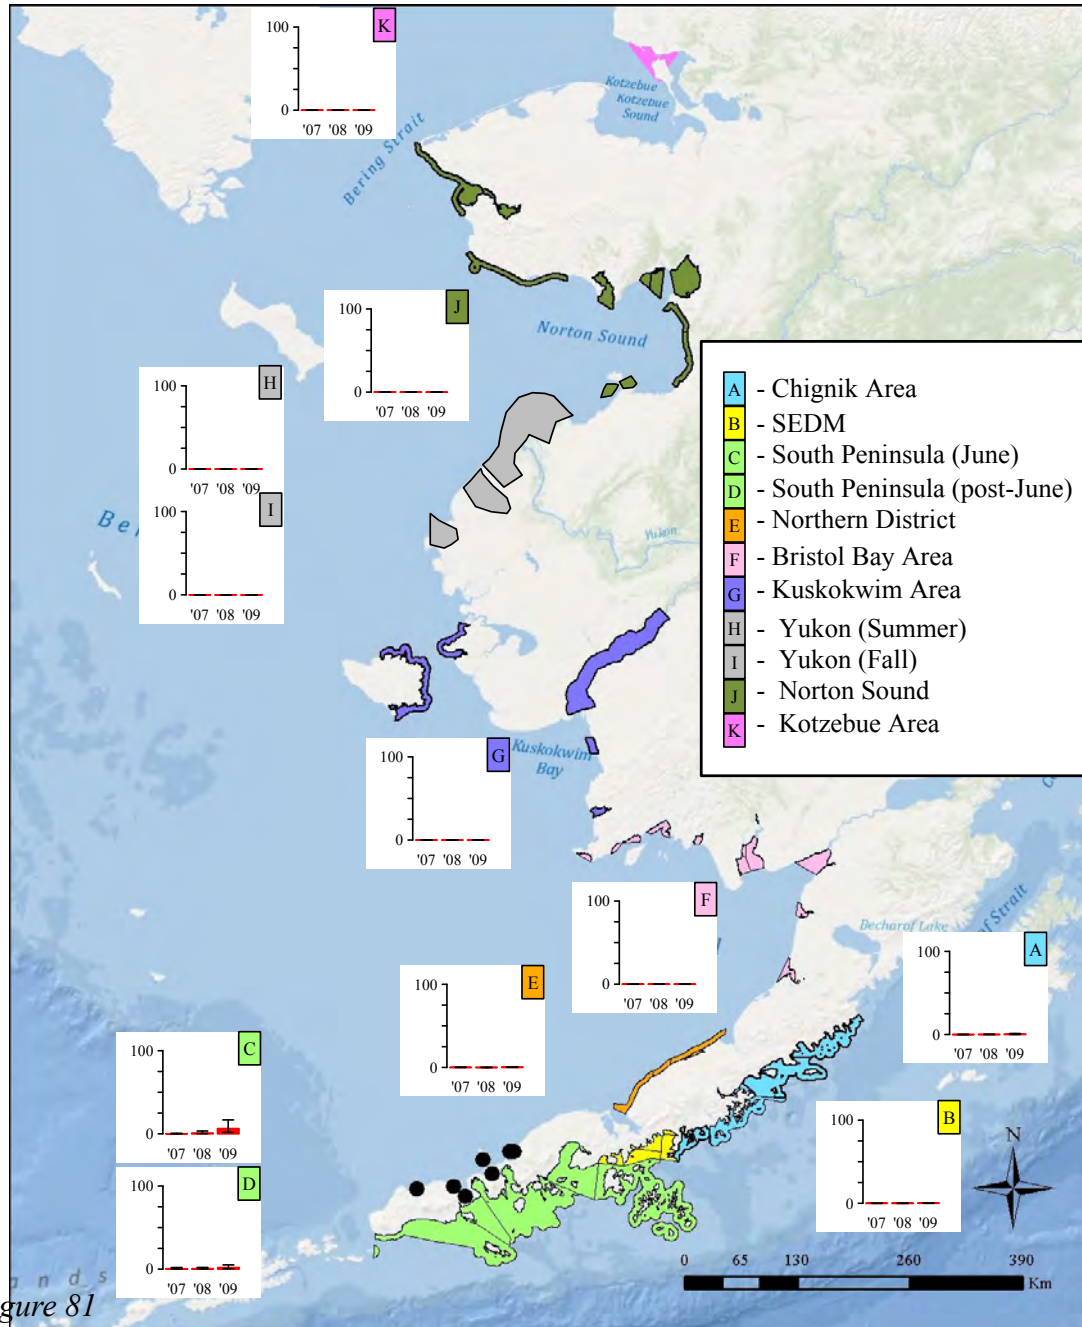 K
100
0
'07 '08 '09
Kotzebue
Kotzebue
Sound
Bering Strait
J
100
0
'07 '08 '09
Norton Sound
H
100
0
'07 '08 '09
I
100
0
'07 '08 '09
Ber
Yukon
A - Chignik Area
B - SEDM
C - South Peninsula (June)
D - South Peninsula (post-June)
E - Northern District
F - Bristol Bay Area
G - Kuskokwim Area
H - Yukon (Summer)
I - Yukon (Fall)
J - Norton Sound
K - Kotzebue Area
Kuskokwim
Bay
G
100
0
'07 '08 '09
F
100
0
'07 '08 '09
Becharof Lake
of Strait
A
100
0
'07 '08 '09
E
100
0
'07 '08 '09
C
100
0
'07 '08 '09
D
100
0
'07 '08 '09
B
100
0
'07 '08 '09
N
0 65 130 260 390
Km
ands
gure 81